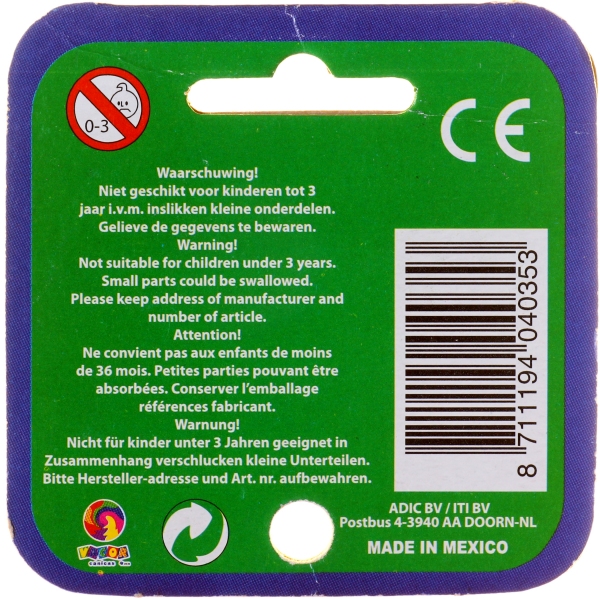 0-3
CE
Waarschuwing!
Niet geschikt voor kinderen tot 3
jaar i.v.m. inslikken kleine onderdelen.
Gelieve de gegevens te bewaren.
Warning!
Not suitable for children under 3 years.
Small parts could be swallowed.
Please keep address of manufacturer and
number of article.
Attention!
Ne convient pas aux enfants de moins
de 36 mois. Petites parties pouvant être
absorbées. Conserver l'emballage
références fabricant.
Warnung!
Nicht für kinder unter 3 Jahren geeignet in
Zusammenhang verschlucken kleine Unterteilen.
Bitte Hersteller-adresse und Art. nr. aufbewahren.
8 711194 040353
VACOR
canicas
ADIC BV / ITI BV
Postbus 4-3940 AA DOORN-NL
MADE IN MEXICO